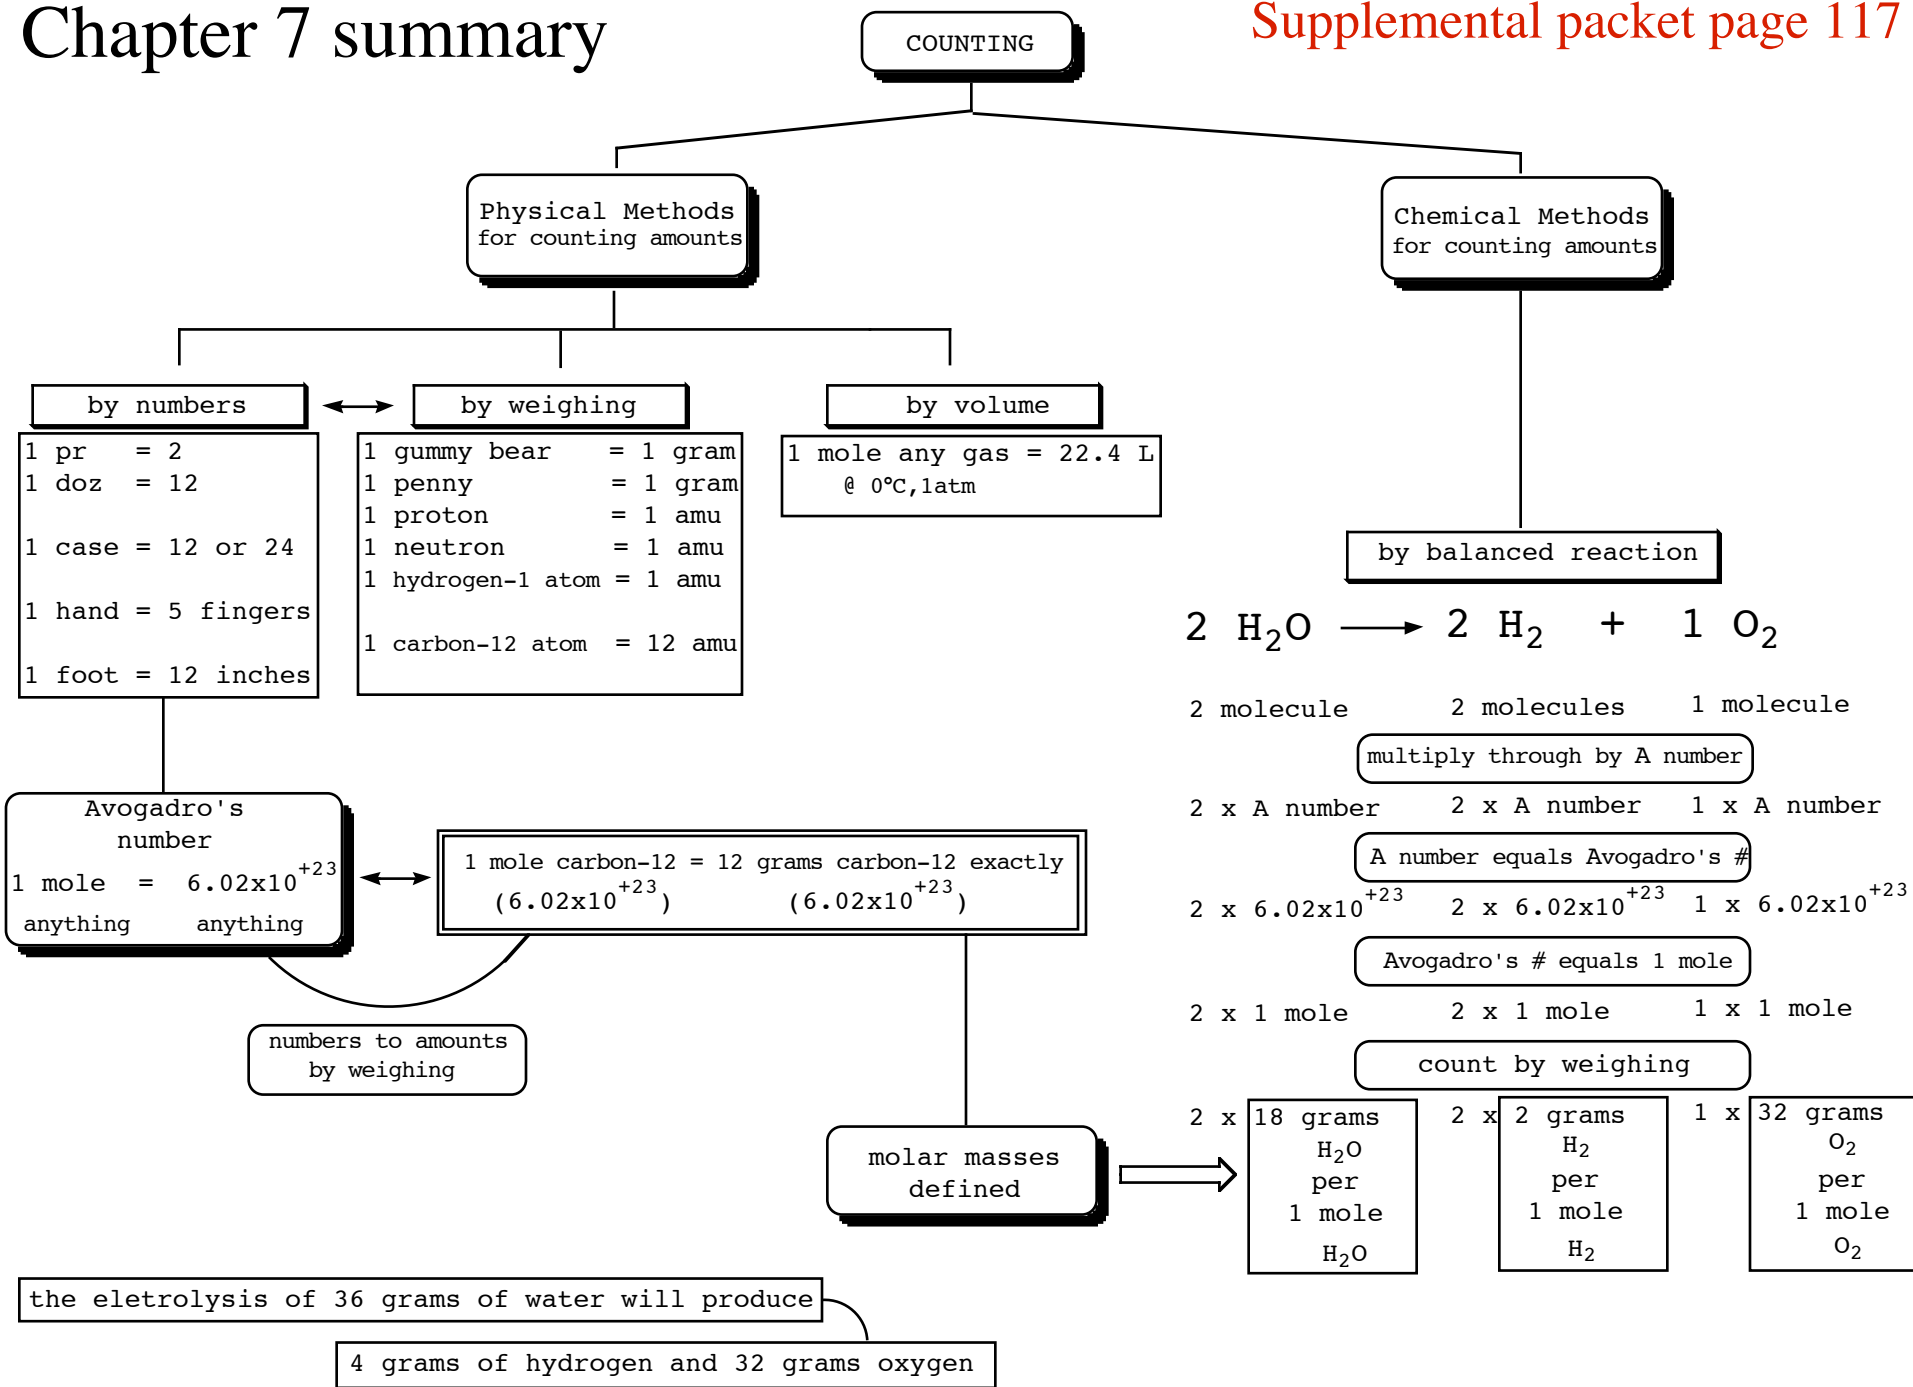 Chapter 7 summary
Supplemental packet page 117
COUNTING
Physical Methods
for counting amounts
Chemical Methods
for counting amounts
by numbers
1 pr = 2
1 doz = 12
1 case = 12 or 24
1 hand = 5 fingers
1 foot = 12 inches
by weighing
1 gummy bear = 1 gram
1 penny = 1 gram
1 proton = 1 amu
1 neutron = 1 amu
1 hydrogen-1 atom = 1 amu
1 carbon-12 atom = 12 amu
by volume
1 mole any gas = 22.4 L
@ 0°C,1atm
Avogadro's
number
1 mole = 6.02x10⁺²³
anything anything
1 mole carbon-12 = 12 grams carbon-12 exactly
(6.02x10⁺²³) (6.02x10⁺²³)
numbers to amounts
by weighing
molar masses
defined
by balanced reaction
2 H₂O ⟶ 2 H₂ + 1 O₂
2 molecule 2 molecules 1 molecule
multiply through by A number
2 x A number 2 x A number 1 x A number
A number equals Avogadro's #
2 x 6.02x10⁺²³ 2 x 6.02x10⁺²³ 1 x 6.02x10⁺²³
Avogadro's # equals 1 mole
2 x 1 mole 2 x 1 mole 1 x 1 mole
count by weighing
2 x 18 grams 2 x 2 grams 1 x 32 grams
H₂O H₂ O₂
per per per
1 mole 1 mole 1 mole
H₂O H₂ O₂
the eletrolysis of 36 grams of water will produce
4 grams of hydrogen and 32 grams oxygen